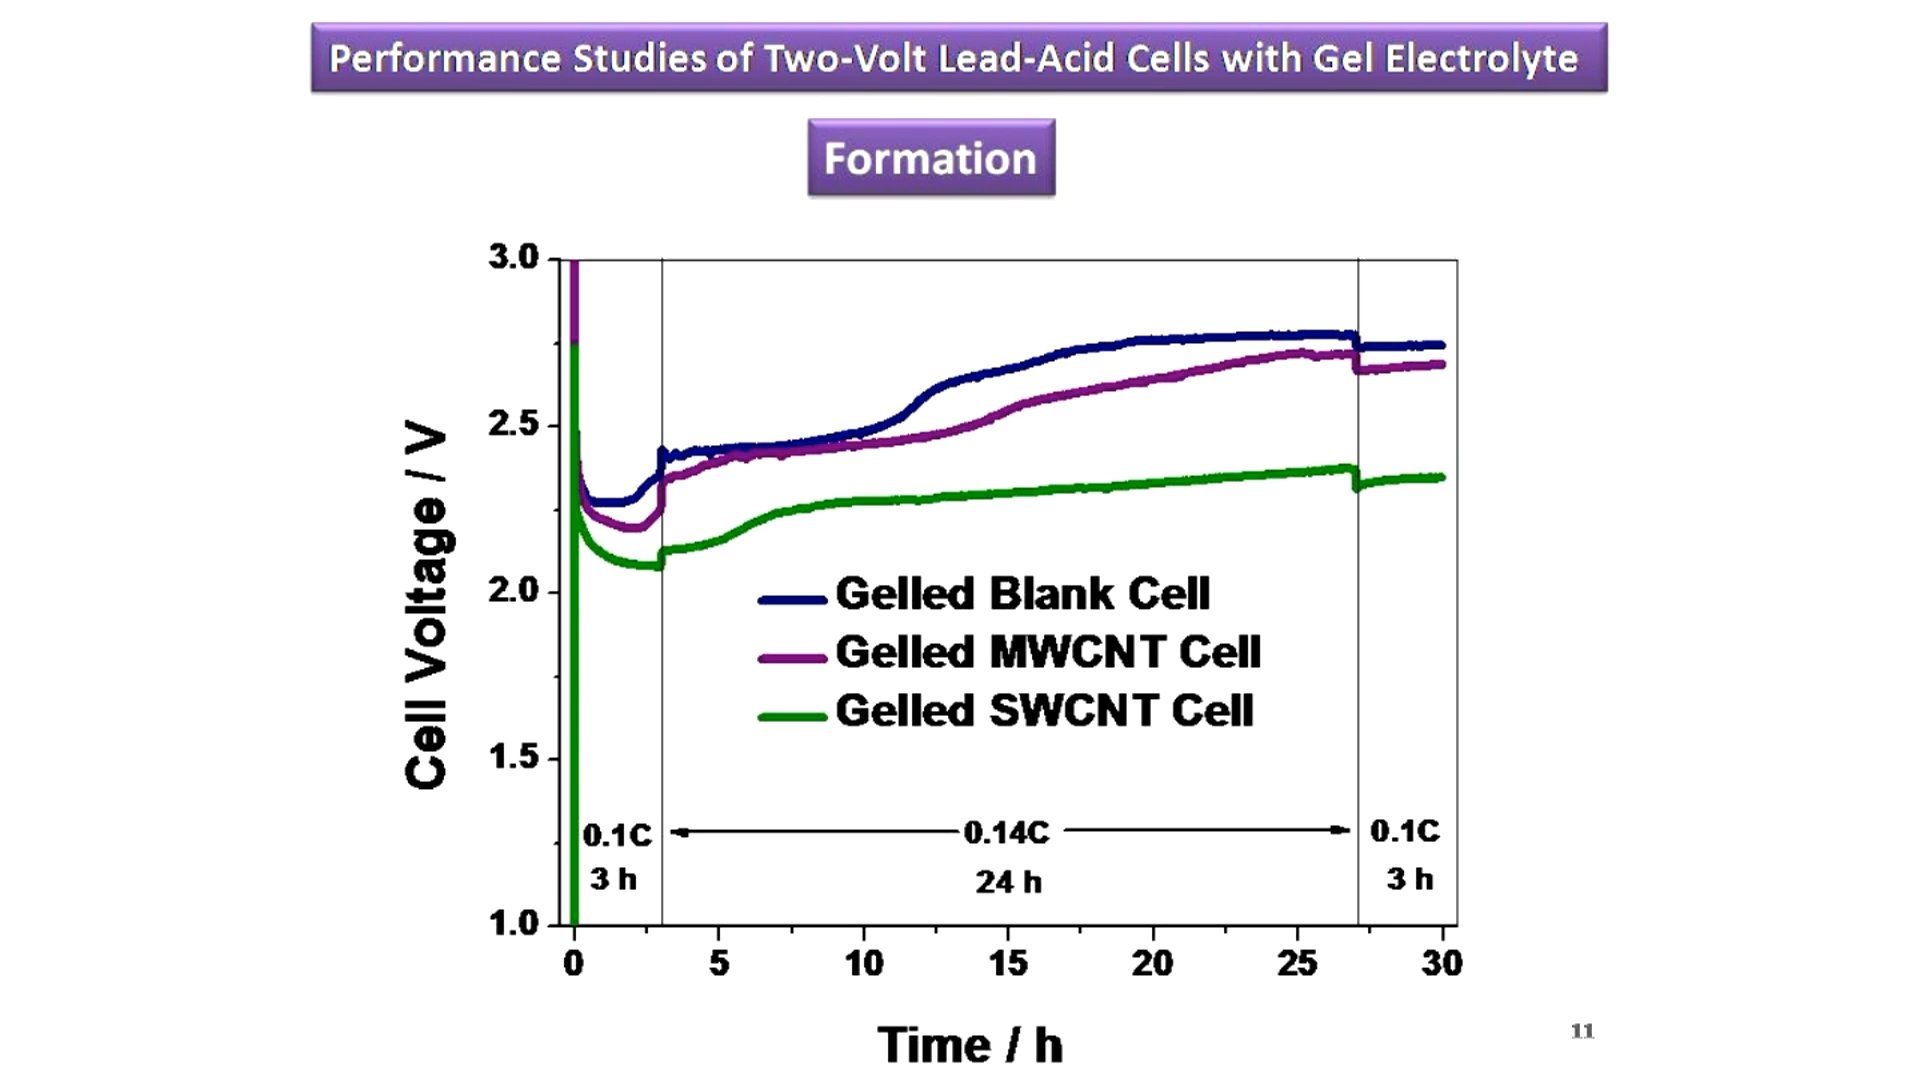 Performance Studies of Two-Volt Lead-Acid Cells with Gel Electrolyte
Formation
Cell Voltage / V
3.0
2.5
2.0
1.5
1.0
Gelled Blank Cell
Gelled MWCNT Cell
Gelled SWCNT Cell
0.1C
3 h
0.14C
24 h
0.1C
3 h
0 5 10 15 20 25 30
Time / h
11